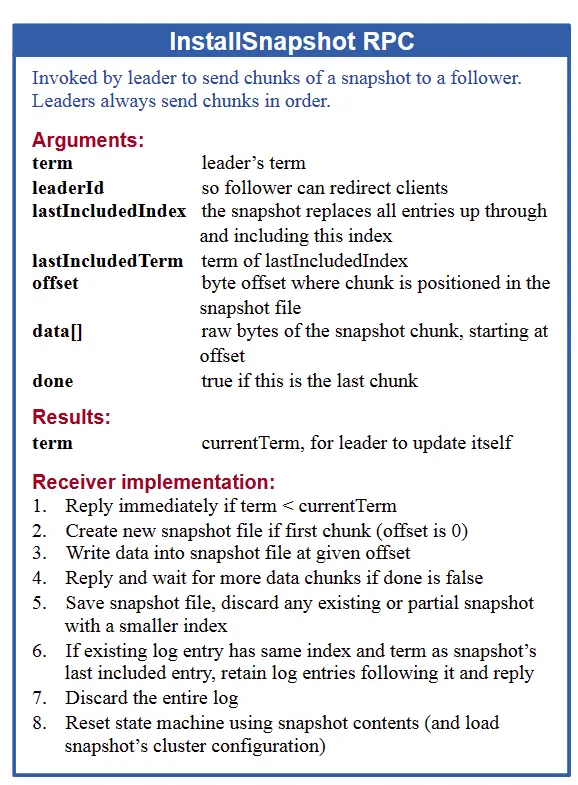 InstallSnapshot RPC
Invoked by leader to send chunks of a snapshot to a follower.
Leaders always send chunks in order.
Arguments:
term leader’s term
leaderId so follower can redirect clients
lastIncludedIndex the snapshot replaces all entries up through
and including this index
lastIncludedTerm term of lastIncludedIndex
offset byte offset where chunk is positioned in the
snapshot file
data[] raw bytes of the snapshot chunk, starting at
offset
done true if this is the last chunk
Results:
term currentTerm, for leader to update itself
Receiver implementation:
1. Reply immediately if term < currentTerm
2. Create new snapshot file if first chunk (offset is 0)
3. Write data into snapshot file at given offset
4. Reply and wait for more data chunks if done is false
5. Save snapshot file, discard any existing or partial snapshot
with a smaller index
6. If existing log entry has same index and term as snapshot’s
last included entry, retain log entries following it and reply
7. Discard the entire log
8. Reset state machine using snapshot contents (and load
snapshot’s cluster configuration)